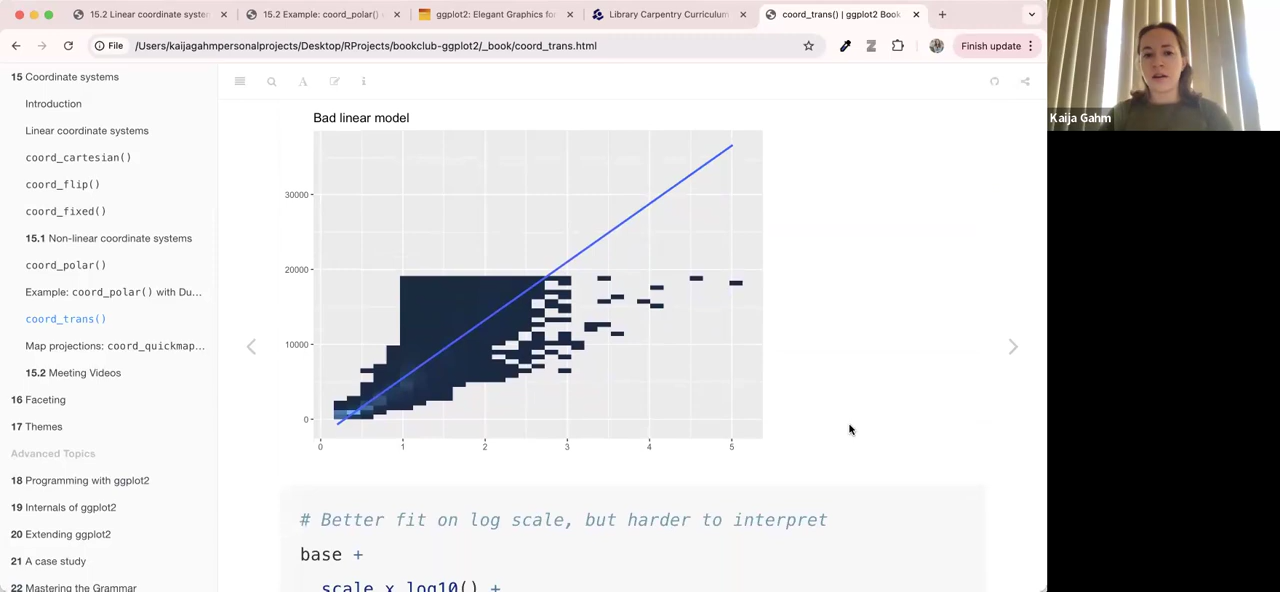 15.2 Linear coordinate system
15.2 Example: coord_polar()
ggplot2: Elegant Graphics for
Library Carpentry Curriculum
coord_trans() | ggplot2 Book
File
/Users/kaijagahmpersonalprojects/Desktop/RProjects/bookclub-ggplot2/_book/coord_trans.html
Finish update
15 Coordinate systems
Introduction
Linear coordinate systems
coord_cartesian()
coord_flip()
coord_fixed()
15.1 Non-linear coordinate systems
coord_polar()
Example: coord_polar() with Du...
coord_trans()
Map projections: coord_quickmap...
15.2 Meeting Videos
16 Faceting
17 Themes
Advanced Topics
18 Programming with ggplot2
19 Internals of ggplot2
20 Extending ggplot2
21 A case study
22 Mastering the Grammar
Bad linear model
30000
20000
10000
0
0 1 2 3 4 5
# Better fit on log scale, but harder to interpret
base +
scale_x_log10() +
Kaija Gahm